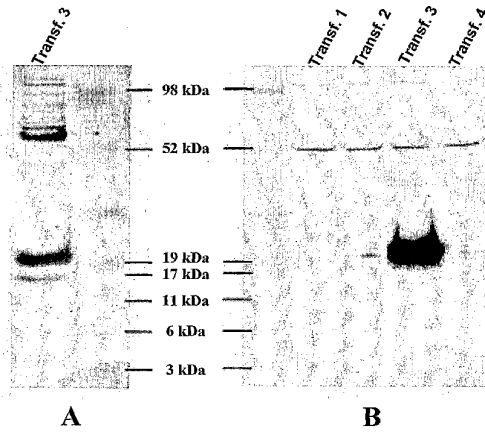 Transf. 3
Transf. 1
Transf. 2
Transf. 3
Transf. 4
98 kDa
52 kDa
19 kDa
17 kDa
11 kDa
6 kDa
3 kDa
A
B